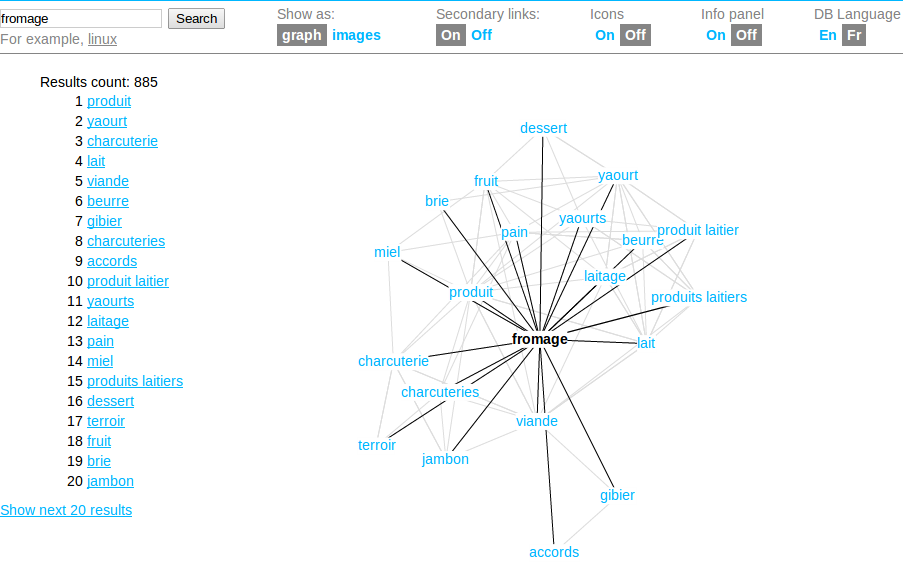 fromage Search
For example, linux
Show as:
graph images
Secondary links:
On Off
Icons
On Off
Info panel
On Off
DB Language
En Fr
Results count: 885
1 produit
2 yaourt
3 charcuterie
4 lait
5 viande
6 beurre
7 gibier
8 charcuteries
9 accords
10 produit laitier
11 yaourts
12 laitage
13 pain
14 miel
15 produits laitiers
16 dessert
17 terroir
18 fruit
19 brie
20 jambon
Show next 20 results
dessert
fruit
yaourt
brie
yaourts
pain
beurre
produit laitier
miel
laitage
produit
produits laitiers
fromage
lait
charcuterie
charcuteries
viande
terroir
jambon
gibier
accords